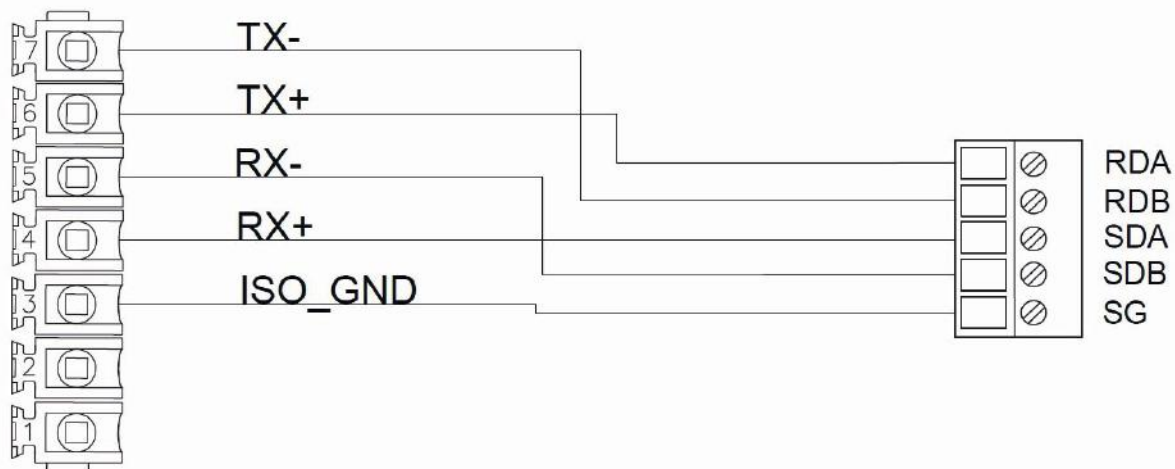 7
TX-
6
TX+
5
RX-
4
RX+
3
ISO_GND
2
1
RDA
RDB
SDA
SDB
SG